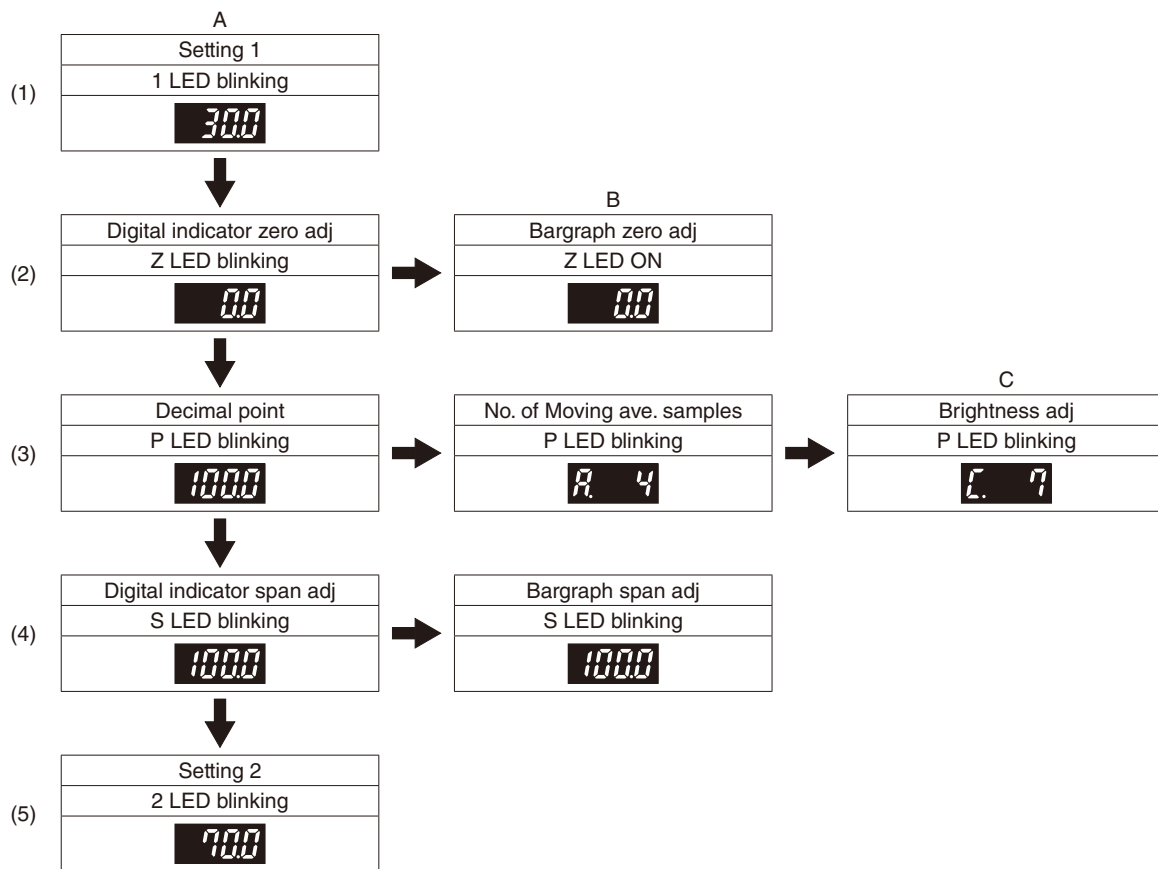 A
Setting 1
1 LED blinking
(1)
30.0
B
Digital indicator zero adj
Bargraph zero adj
Z LED blinking
Z LED ON
(2)
0.0
0.0
C
Decimal point
No. of Moving ave. samples
Brightness adj
P LED blinking
P LED blinking
P LED blinking
(3)
100.0
A. 4
C. 7
Digital indicator span adj
Bargraph span adj
S LED blinking
S LED blinking
(4)
100.0
100.0
Setting 2
2 LED blinking
(5)
70.0